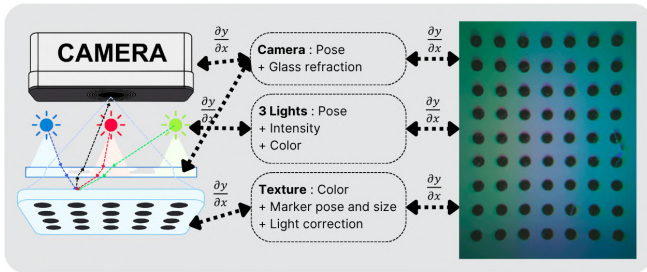 CAMERA
∂y
∂x
Camera : Pose
+ Glass refraction
∂y
∂x
∂y
∂x
3 Lights : Pose
+ Intensity
+ Color
∂y
∂x
∂y
∂x
Texture : Color
+ Marker pose and size
+ Light correction
∂y
∂x